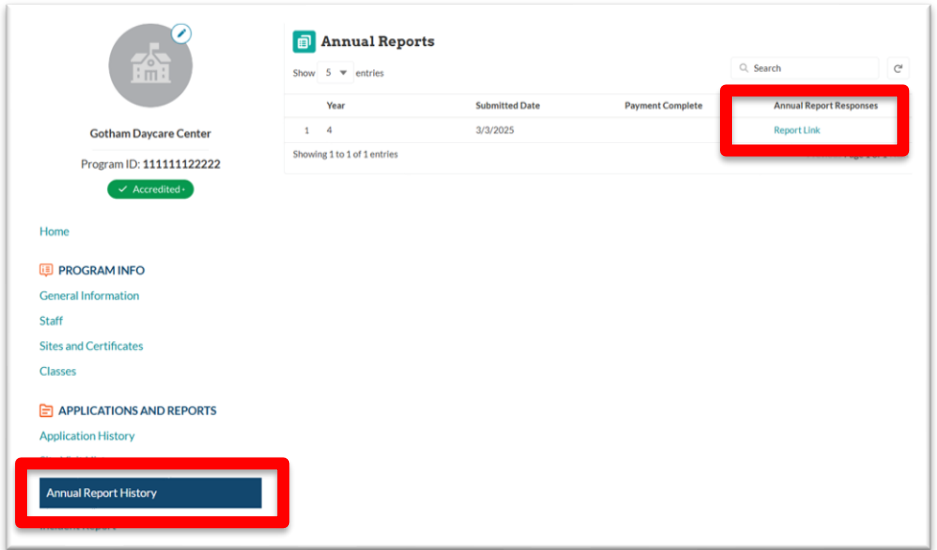 Gotham Daycare Center
Program ID: 111111122222
Accredited
Home
PROGRAM INFO
General Information
Staff
Sites and Certificates
Classes
APPLICATIONS AND REPORTS
Application History
Annual Report History
Annual Reports
Show 5 entries
Search
Year Submitted Date Payment Complete Annual Report Responses
1 4 3/3/2025 Report Link
Showing 1 to 1 of 1 entries